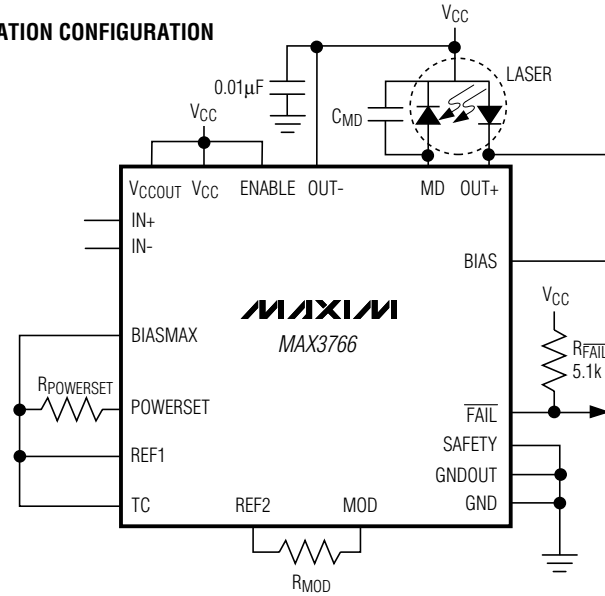 ATION CONFIGURATION
VCC
0.01µF
LASER
CMD
VCC
VCCOUT VCC ENABLE OUT- MD OUT+
IN+
IN-
BIAS
MAXIM
MAX3766
VCC
BIASMAX
RFAIL
5.1k
RPOWERSET
POWERSET
FAIL
SAFETY
REF1
GNDOUT
TC
REF2
MOD
GND
RMOD